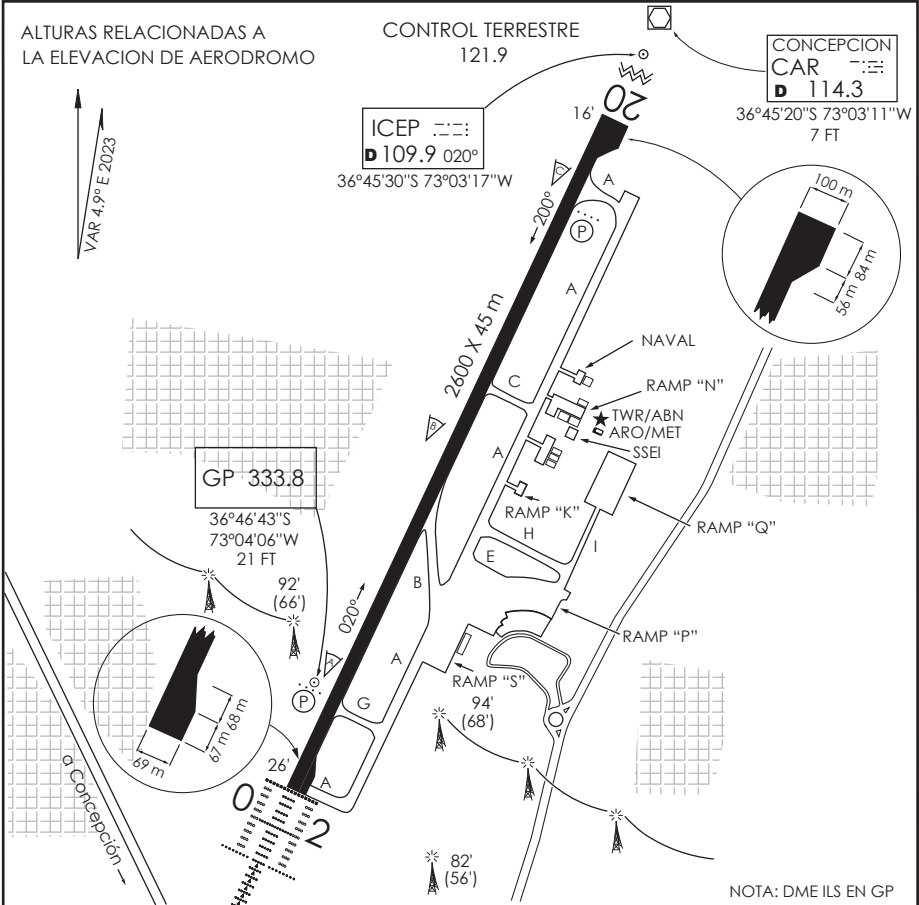 ALTURAS RELACIONADAS A
LA ELEVACION DE AERODROMO
CONTROL TERRESTRE
121.9
CONCEPCION
CAR
D 114.3
36°45'20"S 73°03'11"W
7 FT
ICEP
D 109.9 020°
36°45'30"S 73°03'17"W
VAR 4.9° E 2023
16'
20
C
A
200°
P
100 m
84 m
56 m
A
2600 X 45 m
NAVAL
C
RAMP "N"
TWR/ABN
ARO/MET
SSEI
B
A
GP 333.8
36°46'43"S
73°04'06"W
21 FT
RAMP "K"
RAMP "Q"
H
I
E
92'
(66')
B
020°
RAMP "P"
A
A
RAMP "S"
G
P
94'
(68')
68 m
67 m
69 m
26'
A
02
a Concepción
82'
(56')
NOTA: DME ILS EN GP